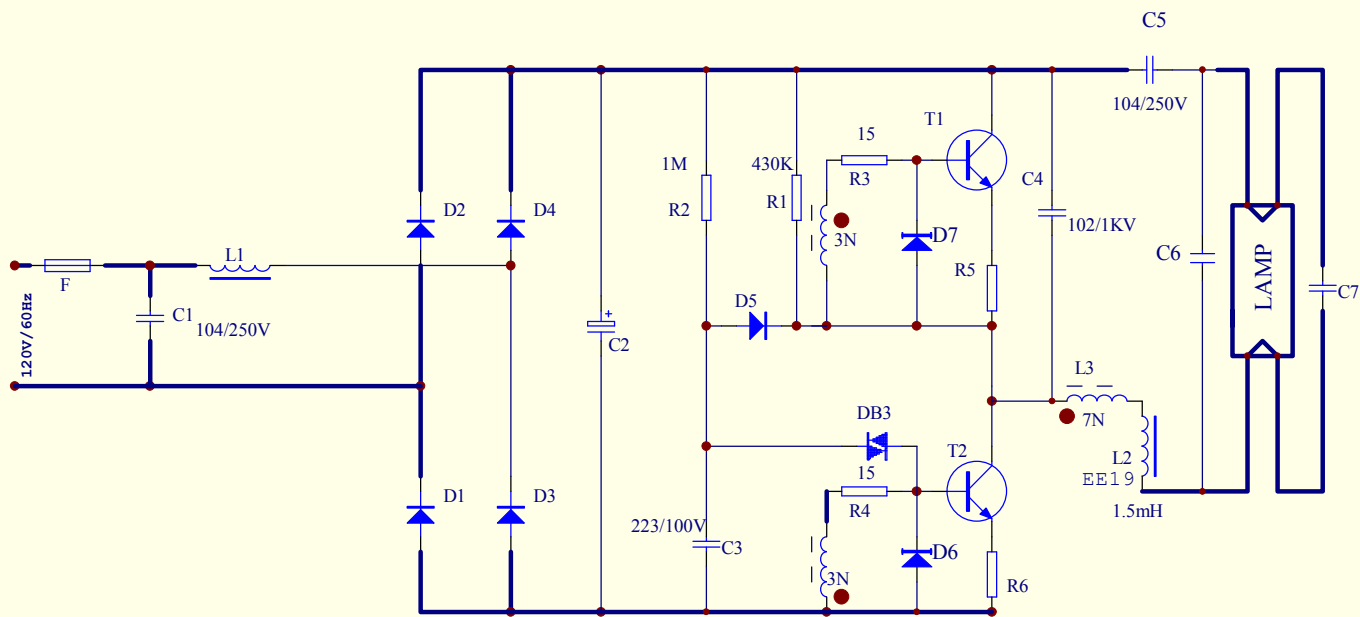 C5
104/250V
T1
15
1M
430K
R3
C4
R2
R1
D2
D4
3N
D7
102/1KV
L1
C6
LAMP
F
R5
C7
120V/60Hz
D5
C1
104/250V
+
C2
L3
DB3
7N
T2
L2
15
EE19
D1
D3
R4
1.5mH
223/100V
C3
D6
3N
R6